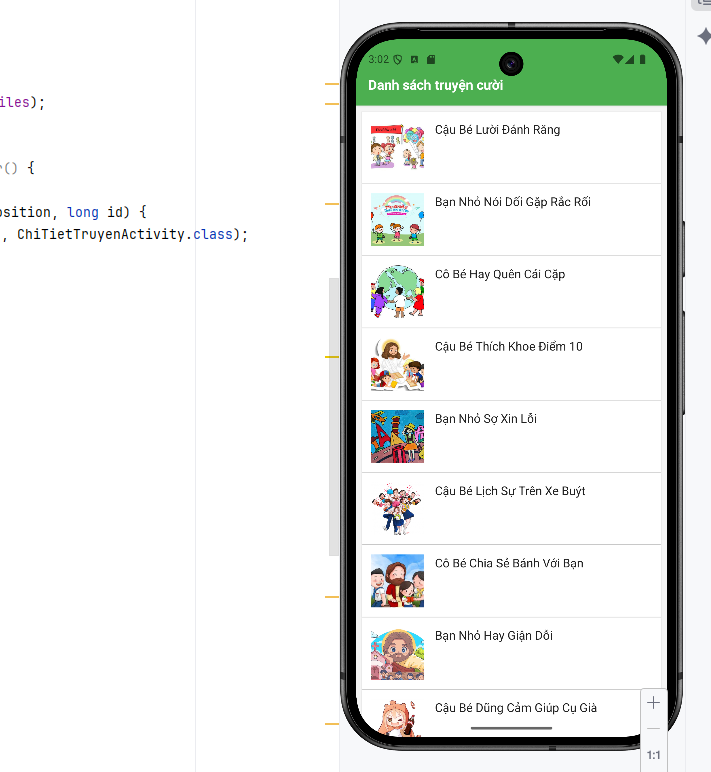 iles);
r() {
osition, long id) {
, ChiTietTruyenActivity.class);
3:02
Danh sách truyện cười
Cậu Bé Lười Đánh Răng
Bạn Nhỏ Nói Dối Gặp Rắc Rối
Cô Bé Hay Quên Cái Cặp
Cậu Bé Thích Khoe Điểm 10
Bạn Nhỏ Sợ Xin Lỗi
Cậu Bé Lịch Sự Trên Xe Buýt
Cô Bé Chia Sẻ Bánh Với Bạn
Bạn Nhỏ Hay Giận Dỗi
Cậu Bé Dũng Cảm Giúp Cụ Già
1:1